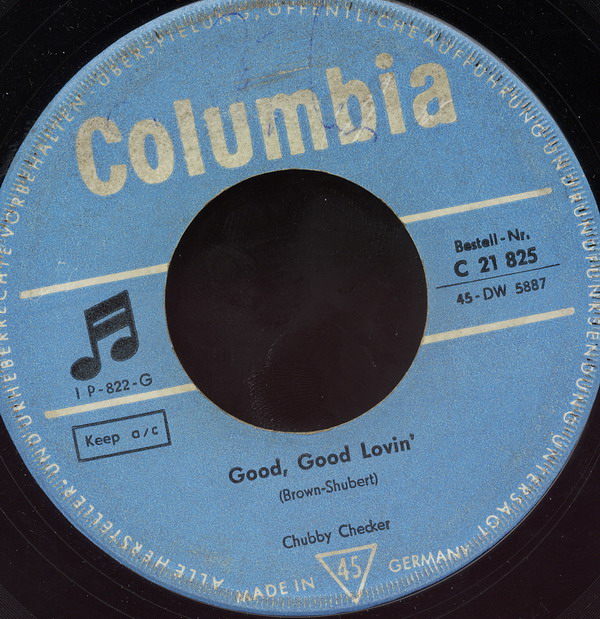 ALLE HERSTELLER- UND URHEBERRECHTE VORBEHALTEN · ÜBERSPIELUNG, ÖFFENTLICHE AUFFÜHRUNG UND RUNDFUNKSENDUNG UNTERSAGT
Columbia
Bestell-Nr.
C 21 825
45-DW 5887
I P-822-G
Keep a/c
Good, Good Lovin'
(Brown-Shubert)
Chubby Checker
MADE IN 45 GERMANY